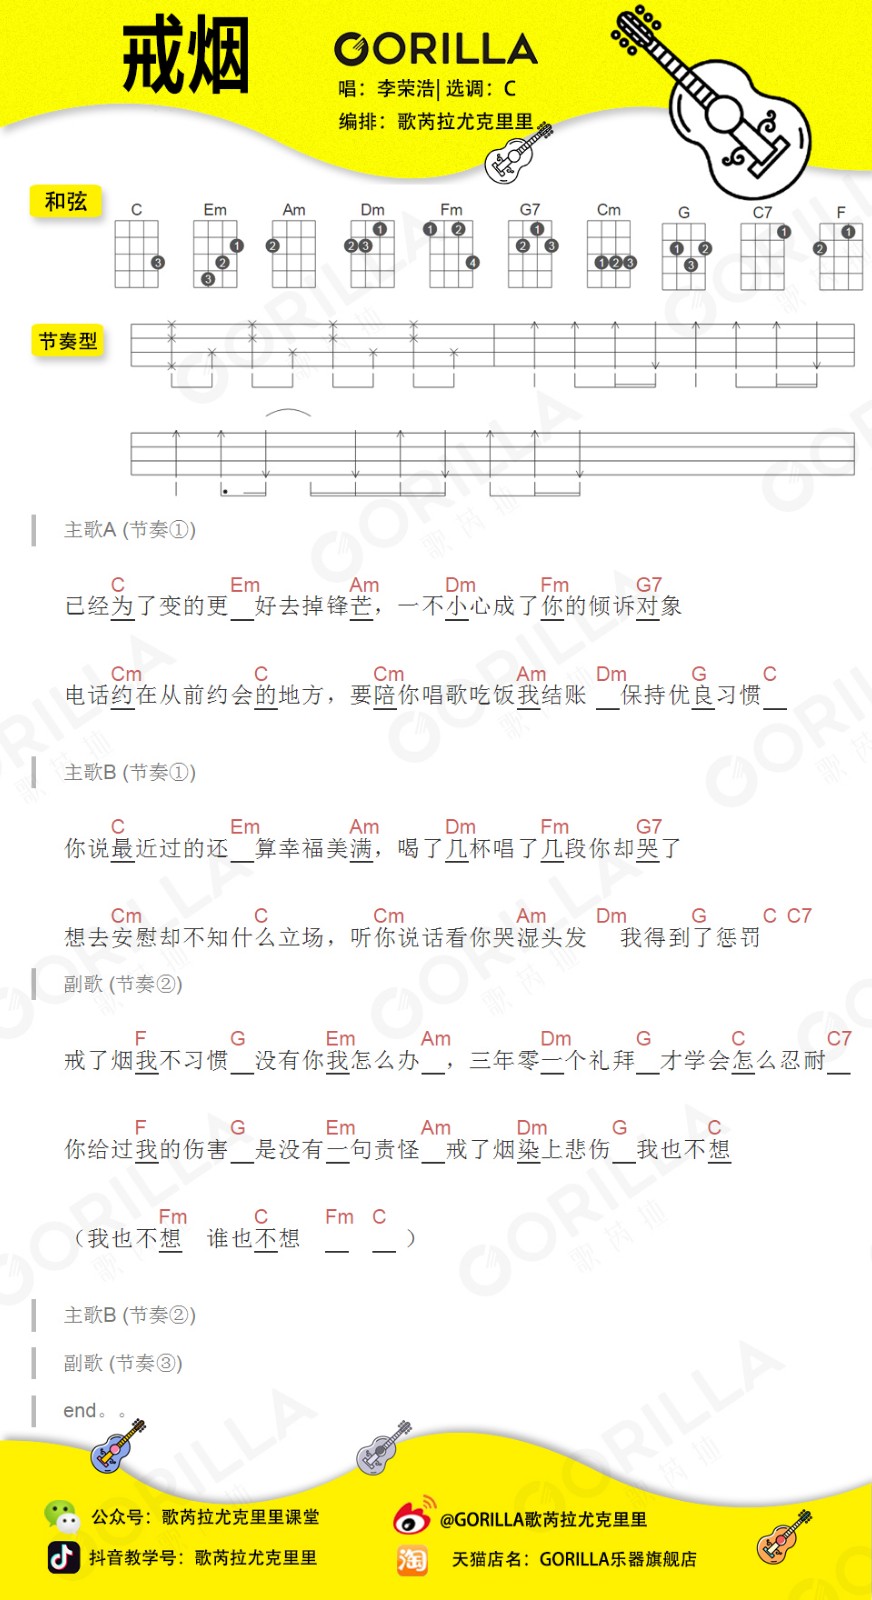 戒烟
GORILLA
唱：李荣浩| 选调：C
编排：歌芮拉尤克里里
和弦
C Em Am Dm Fm G7 Cm G C7 F
3 1 2 3 2 1 2 3 1 2 4 1 2 3 1 2 3 1 2 3 1 1 2
节奏型
主歌A (节奏①)
C Em Am Dm Fm G7
已经为了变的更__好去掉锋芒，一不小心成了你的倾诉对象
Cm C Cm Am Dm G C
电话约在从前约会的地方，要陪你唱歌吃饭我结账 __保持优良习惯__
主歌B (节奏①)
C Em Am Dm Fm G7
你说最近过的还__算幸福美满，喝了几杯唱了几段你却哭了
Cm C Cm Am Dm G C C7
想去安慰却不知什么立场，听你说话看你哭湿头发 我得到了惩罚
副歌 (节奏②)
F G Em Am Dm G C C7
戒了烟我不习惯__没有你我怎么办__，三年零一个礼拜__才学会怎么忍耐__
F G Em Am Dm G C
你给过我的伤害__是没有一句责怪__戒了烟染上悲伤__我也不想
Fm C Fm C
（我也不想 谁也不想 __ __ ）
主歌B (节奏②)
副歌 (节奏③)
end。。
公众号：歌芮拉尤克里里课堂
@GORILLA歌芮拉尤克里里
抖音教学号：歌芮拉尤克里里
淘
天猫店名：GORILLA乐器旗舰店